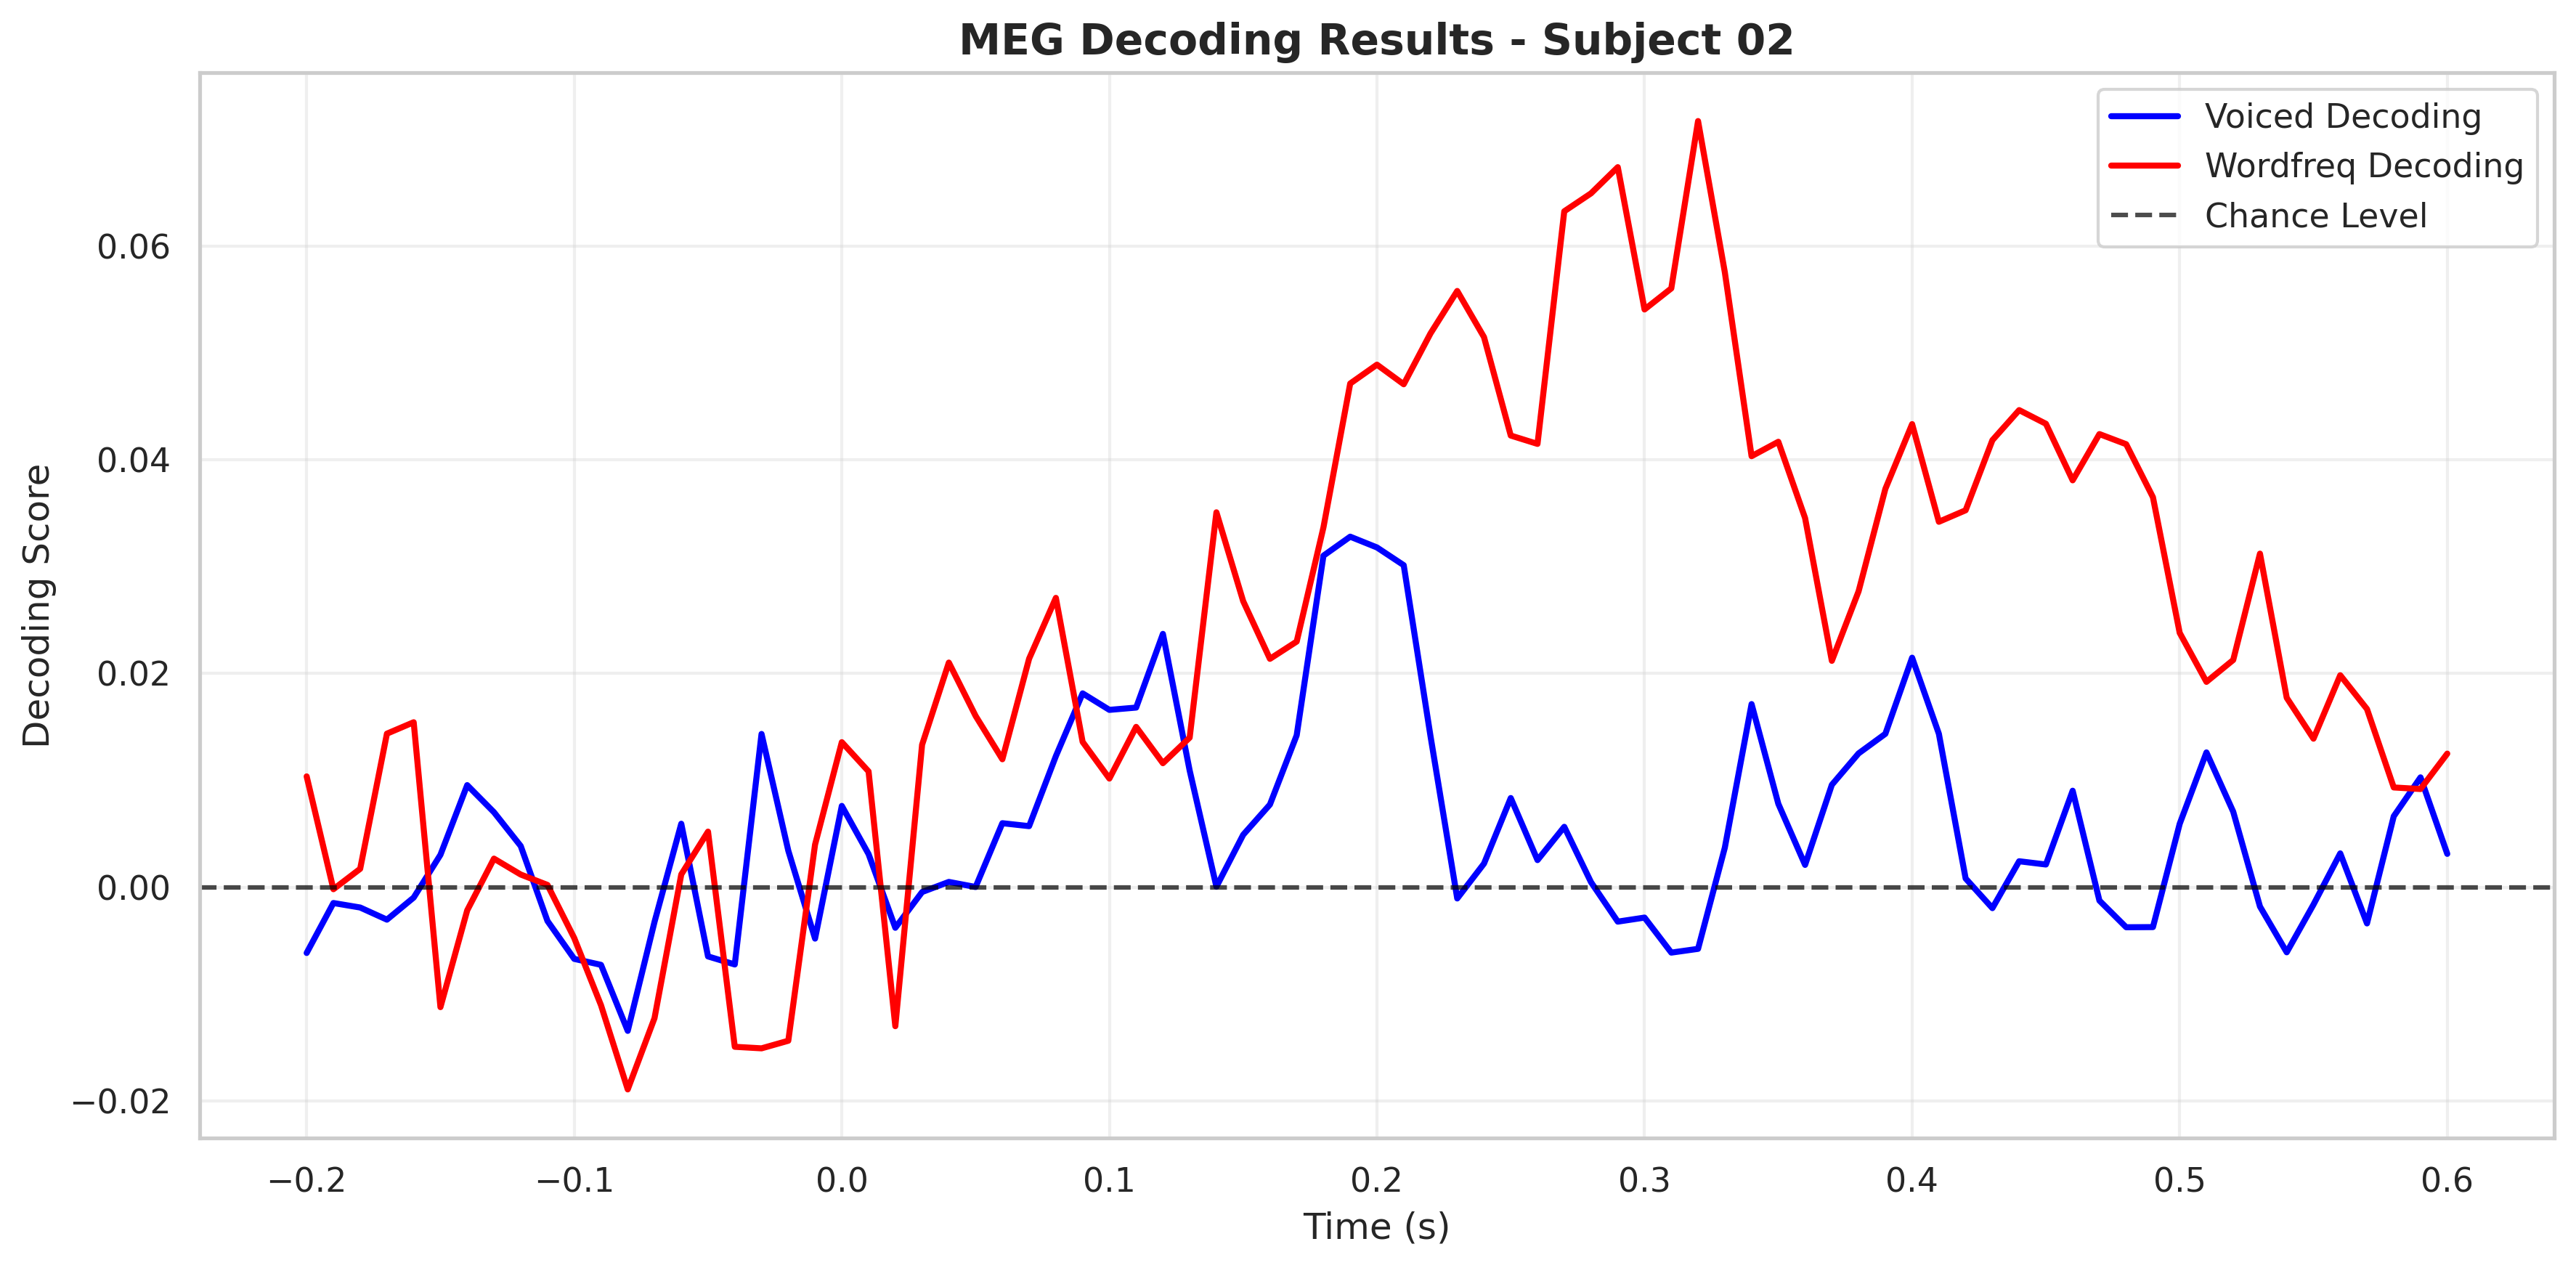 MEG Decoding Results - Subject 02
Voiced Decoding
Wordfreq Decoding
Chance Level
Decoding Score
0.06
0.04
0.02
0.00
−0.02
−0.2 −0.1 0.0 0.1 0.2 0.3 0.4 0.5 0.6
Time (s)